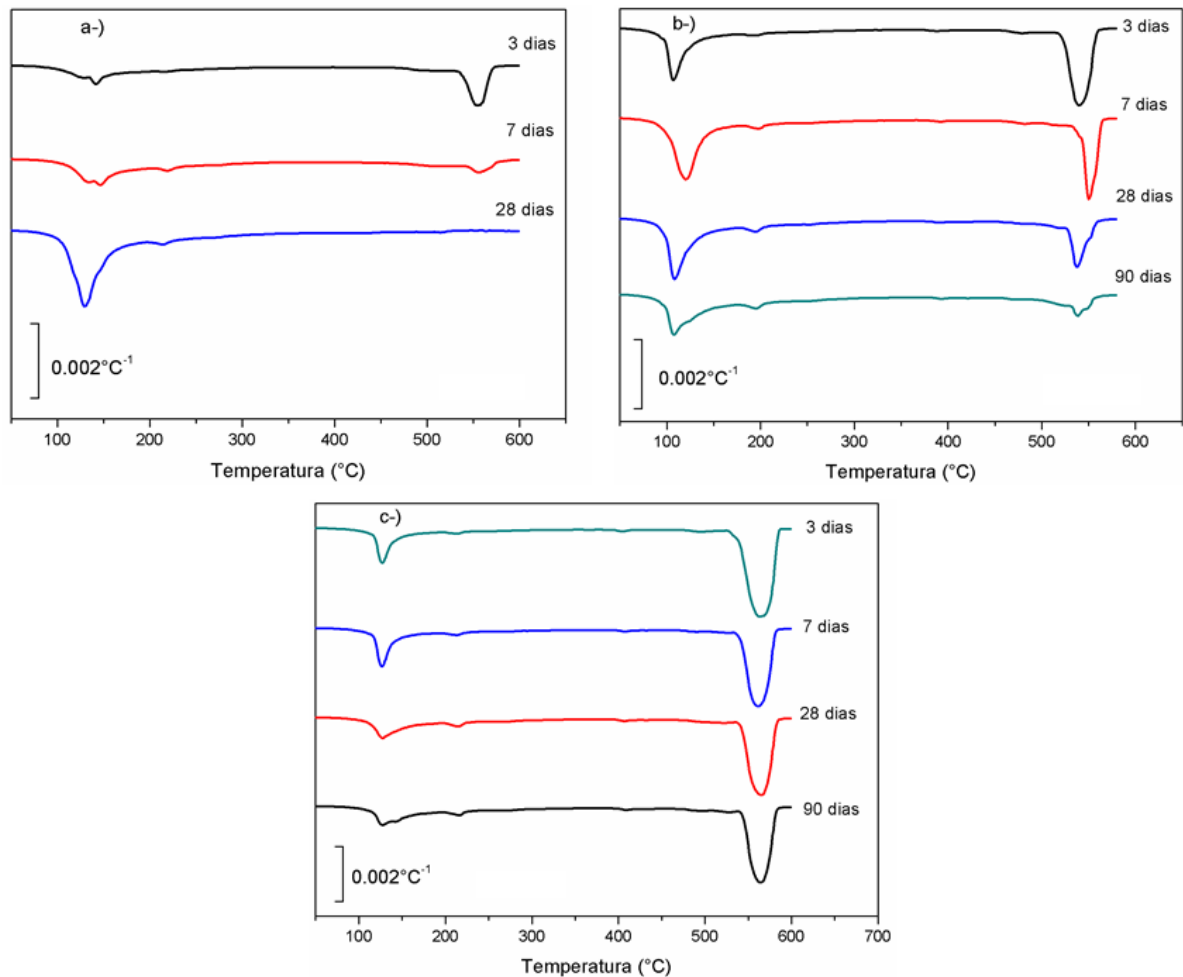 a-)
3 dias
7 dias
28 dias
0.002°C⁻¹
100 200 300 400 500 600
Temperatura (°C)
b-)
3 dias
7 dias
28 dias
90 dias
0.002°C⁻¹
100 200 300 400 500 600
Temperatura (°C)
c-)
3 dias
7 dias
28 dias
90 dias
0.002°C⁻¹
100 200 300 400 500 600 700
Temperatura (°C)